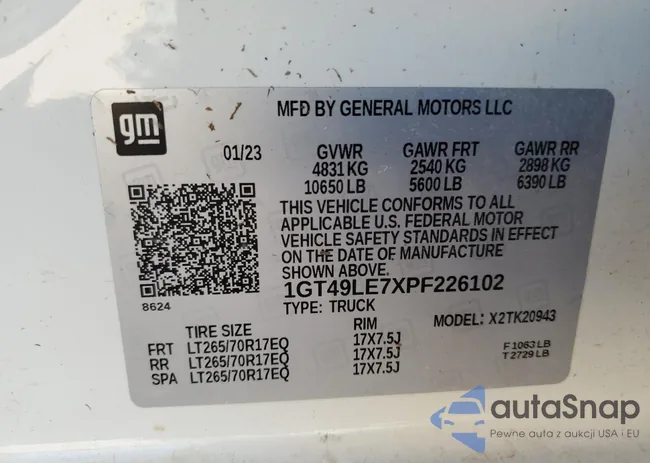 gm
MFD BY GENERAL MOTORS LLC
01/23
GVWR GAWR FRT GAWR RR
4831 KG 2540 KG 2898 KG
10650 LB 5600 LB 6390 LB
THIS VEHICLE CONFORMS TO ALL
APPLICABLE U.S. FEDERAL MOTOR
VEHICLE SAFETY STANDARDS IN EFFECT
ON THE DATE OF MANUFACTURE
SHOWN ABOVE.
8624
1GT49LE7XPF226102
TYPE: TRUCK
TIRE SIZE RIM MODEL: X2TK20943
FRT LT265/70R17EQ 17X7.5J F 1063 LB
RR LT265/70R17EQ 17X7.5J T 2729 LB
SPA LT265/70R17EQ 17X7.5J
autaSnap
Pewne auta z aukcji USA i EU